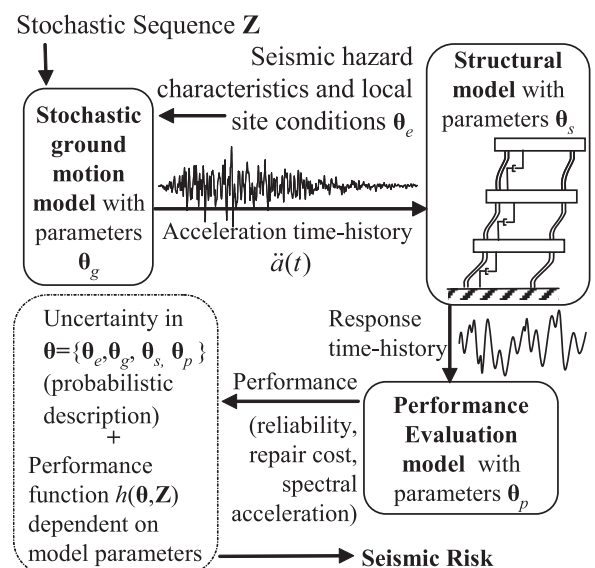 Stochastic Sequence Z
Seismic hazard
characteristics and local
site conditions θe
Stochastic
ground
motion
model with
parameters
θg
Acceleration time-history
ä(t)
Structural
model with
parameters θs
Response
time-history
Performance
Evaluation
model with
parameters θp
Performance
(reliability,
repair cost,
spectral
acceleration)
Uncertainty in
θ={θe,θg, θs, θp }
(probabilistic
description)
+
Performance
function h(θ,Z)
dependent on
model parameters
Seismic Risk